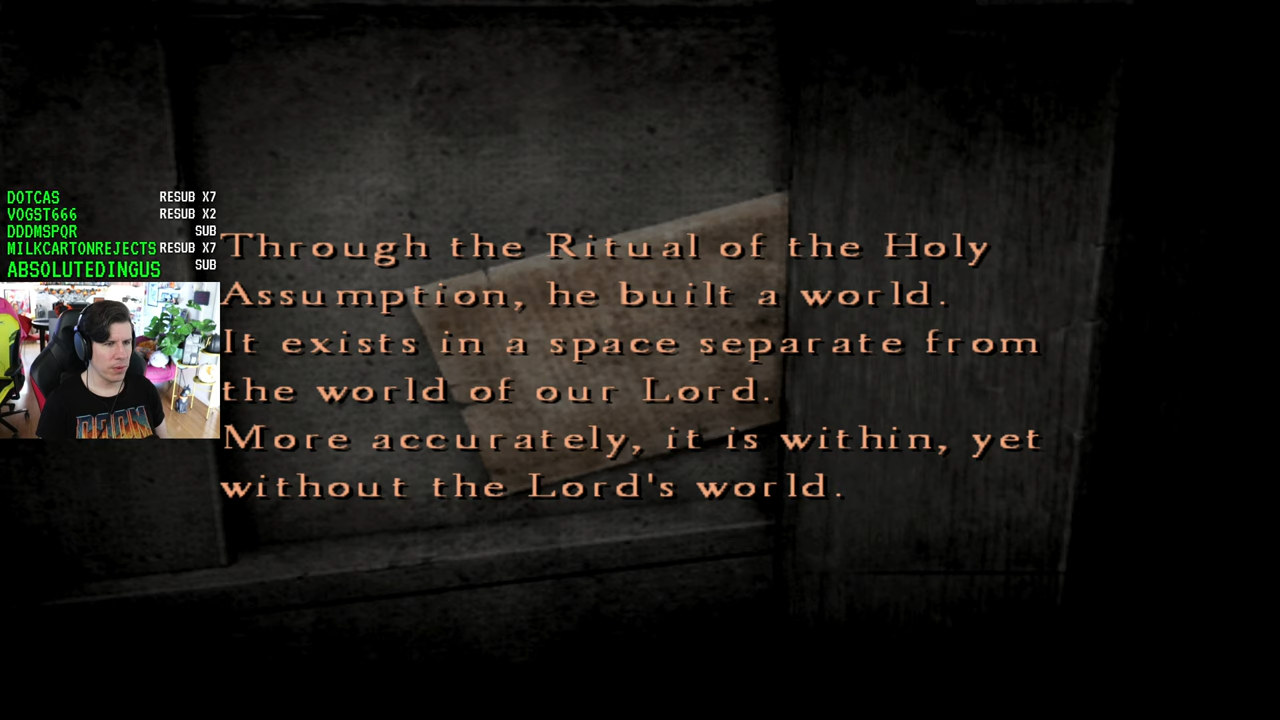 DOTCAS RESUB X7
VOGST666 RESUB X2
DDDMSPQR SUB
MILKCARTONREJECTS RESUB X7
ABSOLUTEDINGUS SUB
Through the Ritual of the Holy
Assumption, he built a world.
It exists in a space separate from
the world of our Lord.
More accurately, it is within, yet
without the Lord's world.
DOOM